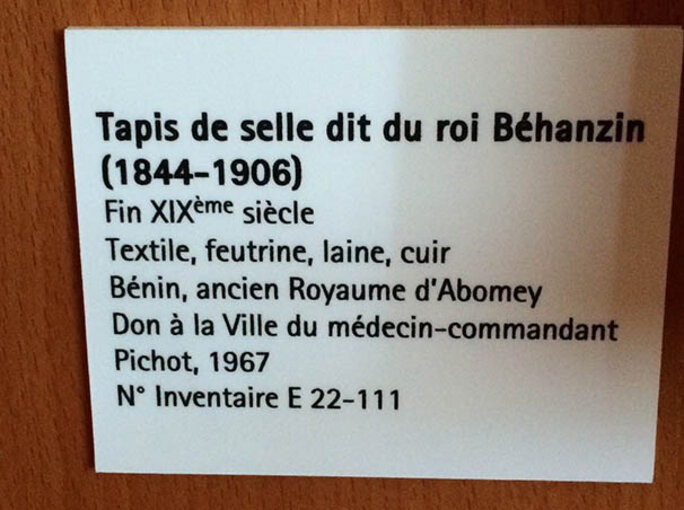 Tapis de selle dit du roi Béhanzin
(1844-1906)
Fin XIXème siècle
Textile, feutrine, laine, cuir
Bénin, ancien Royaume d'Abomey
Don à la Ville du médecin-commandant
Pichot, 1967
N° Inventaire E 22-111